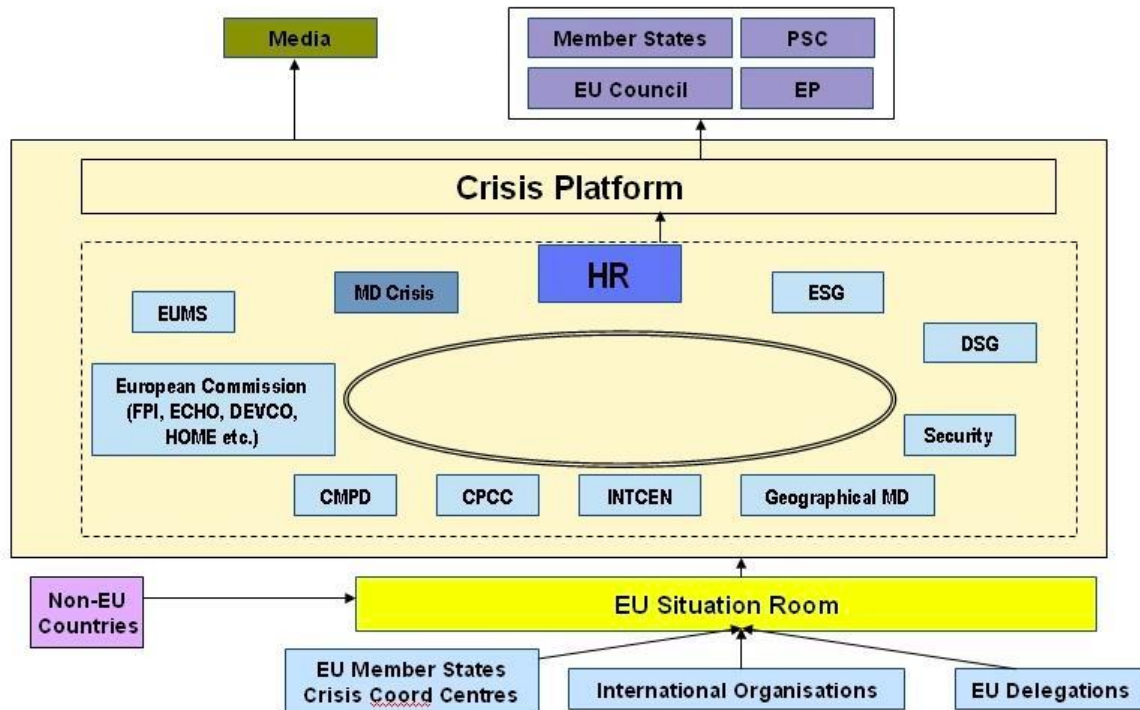 Media
Member States
PSC
EU Council
EP
Crisis Platform
HR
MD Crisis
ESG
EUMS
DSG
European Commission
(FPI, ECHO, DEVCO,
HOME etc.)
Security
CMPD
CPCC
INTCEN
Geographical MD
Non-EU
Countries
EU Situation Room
EU Member States
Crisis Coord Centres
International Organisations
EU Delegations